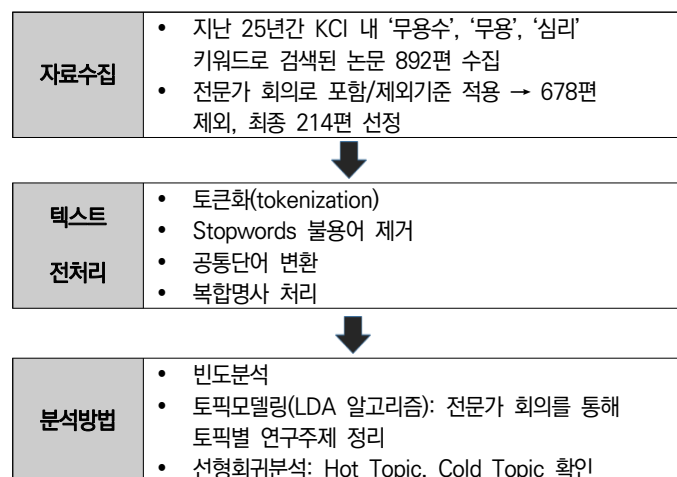 자료수집
• 지난 25년간 KCI 내 '무용수', '무용', '심리'
키워드로 검색된 논문 892편 수집
• 전문가 회의로 포함/제외기준 적용 → 678편
제외, 최종 214편 선정
텍스트
전처리
• 토큰화(tokenization)
• Stopwords 불용어 제거
• 공통단어 변환
• 복합명사 처리
분석방법
• 빈도분석
• 토픽모델링(LDA 알고리즘): 전문가 회의를 통해
토픽별 연구주제 정리
• 선형회귀분석: Hot Topic, Cold Topic 확인